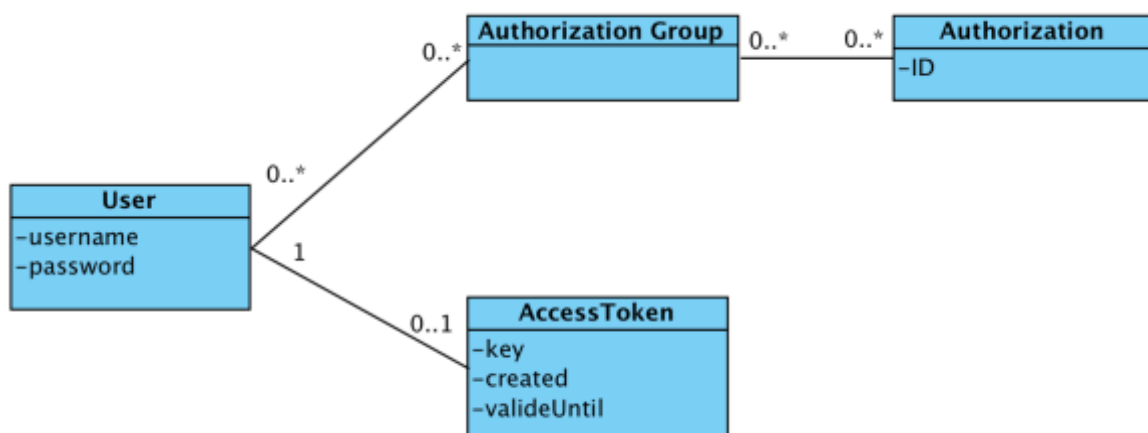 Authorization Group
Authorization
0..*
0..*
0..*
-ID
0..*
User
-username
-password
1
0..1
AccessToken
-key
-created
-valideUntil